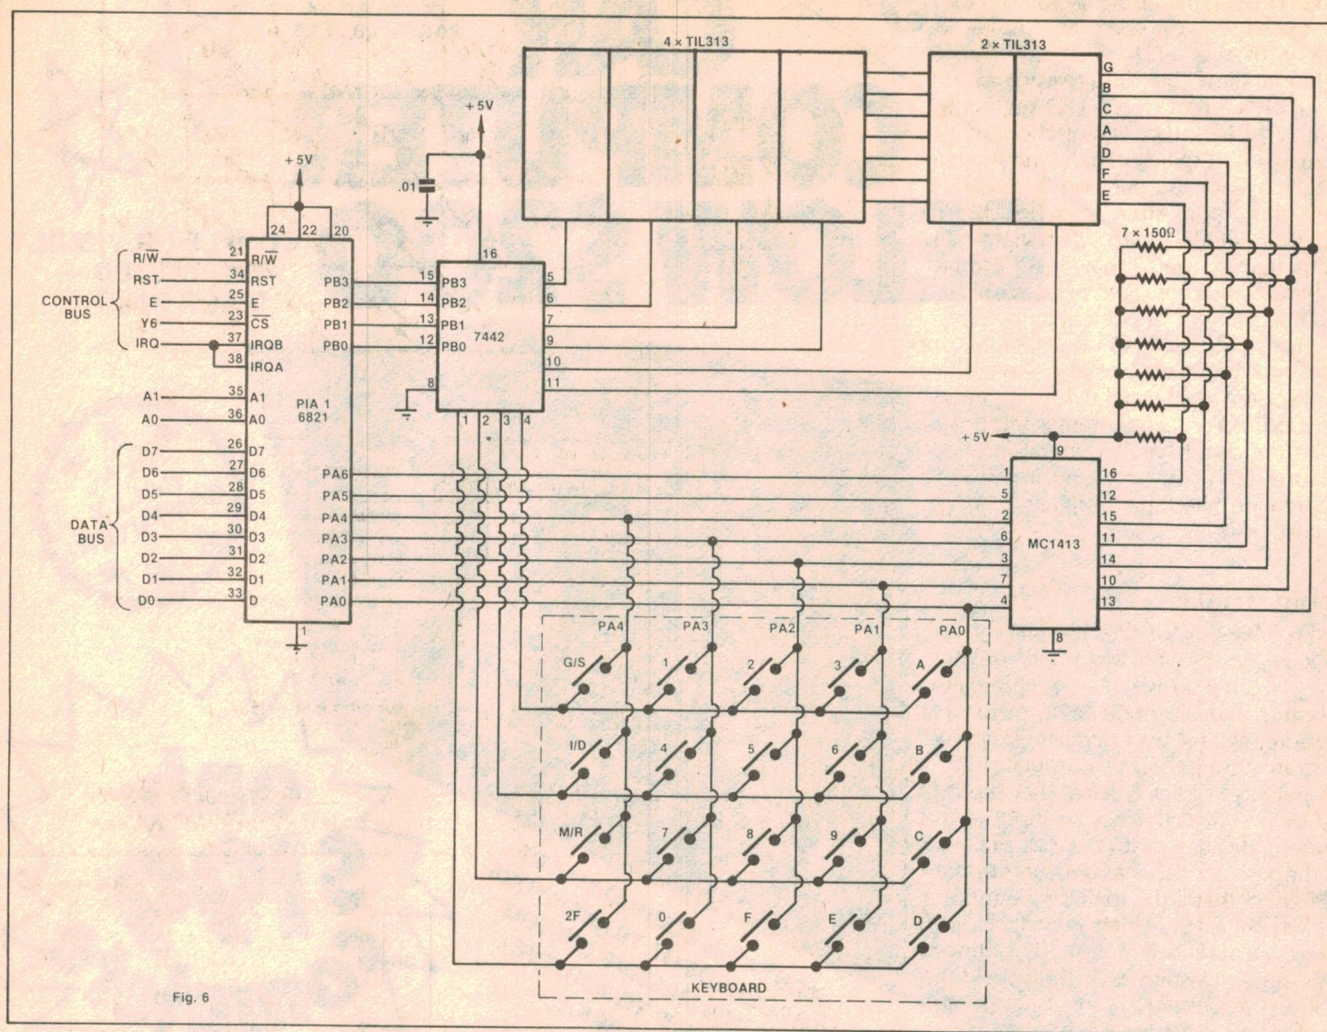 4 × TIL313
2 × TIL313
G
B
C
A
D
F
E
+ 5V
.01
+ 5V
7 × 150Ω
24 22 20
16
CONTROL BUS
R/W̅ 21 R/W̅
RST 34 RST
E 25 E
Y6 23 C̅S̅
IRQ 37 IRQB
38 IRQA
A1 35 A1
A0 36 A0
PIA 1
6821
DATA BUS
D7 26 D7
D6 27 D6
D5 28 D5
D4 29 D4
D3 30 D3
D2 31 D2
D1 32 D1
D0 33 D
1
PB3 15 PB3 5
PB2 14 PB2 6
PB1 13 PB1 7
PB0 12 PB0 9
7442
10
8 11
1 2 3 4
PA6
PA5
PA4
PA3
PA2
PA1
PA0
+ 5V
9
1 16
5 12
2 15
6 11
3 14
7 10
4 13
MC1413
8
PA4 PA3 PA2 PA1 PA0
G/S 1 2 3 A
I/D 4 5 6 B
M/R 7 8 9 C
2F 0 F E D
KEYBOARD
Fig. 6